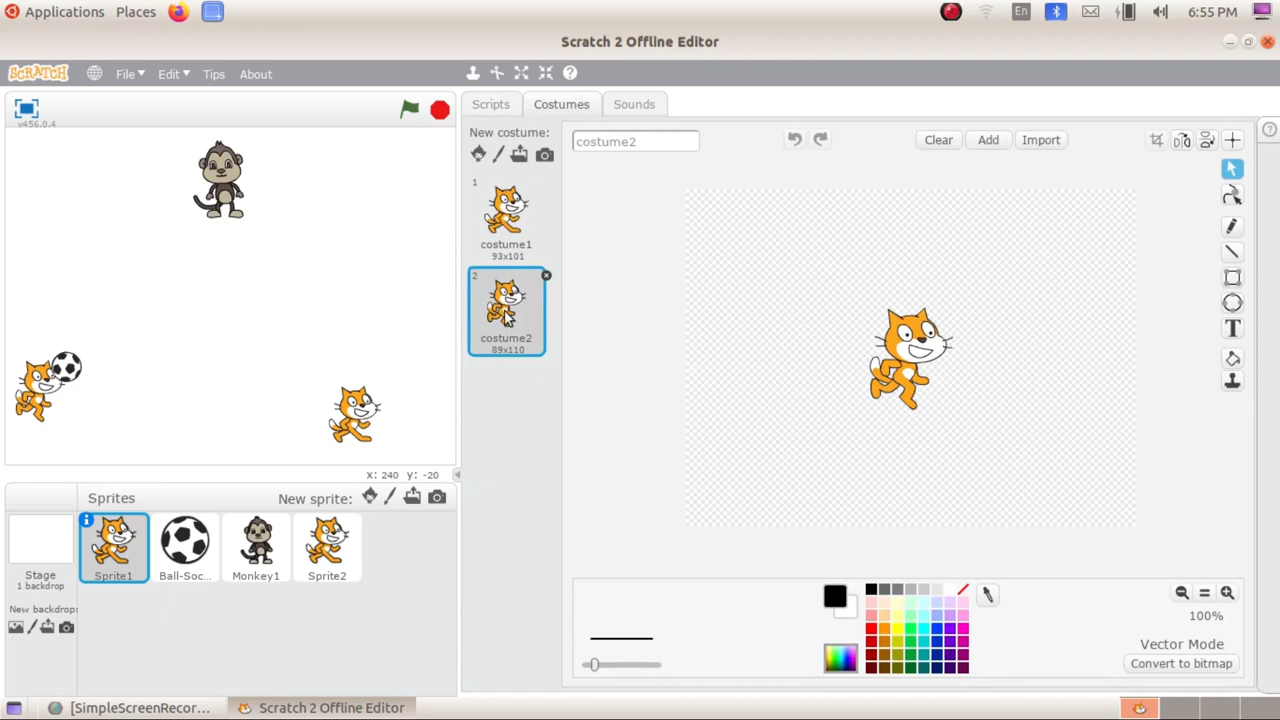 Applications Places En 6:55 PM
Scratch 2 Offline Editor
SCRATCH File Edit Tips About
v456.0.4
Scripts Costumes Sounds
New costume:
costume2 Clear Add Import
1
costume1
93x101
2
costume2
89x110
x: 240 y: -20
Sprites New sprite:
Sprite1 Ball-Soc... Monkey1 Sprite2
Stage
1 backdrop
New backdrop:
T
100%
Vector Mode
Convert to bitmap
[SimpleScreenRecor... Scratch 2 Offline Editor